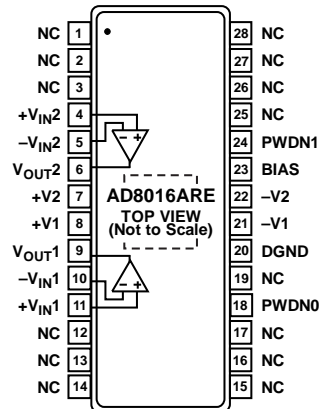 NC 1 28 NC
NC 2 27 NC
NC 3 26 NC
+VIN2 4 25 NC
–VIN2 5 – + 24 PWDN1
VOUT2 6 23 BIAS
+V2 7 AD8016ARE 22 –V2
+V1 8 TOP VIEW 21 –V1
(Not to Scale)
VOUT1 9 20 DGND
–VIN1 10 19 NC
+VIN1 11 – + 18 PWDN0
NC 12 17 NC
NC 13 16 NC
NC 14 15 NC